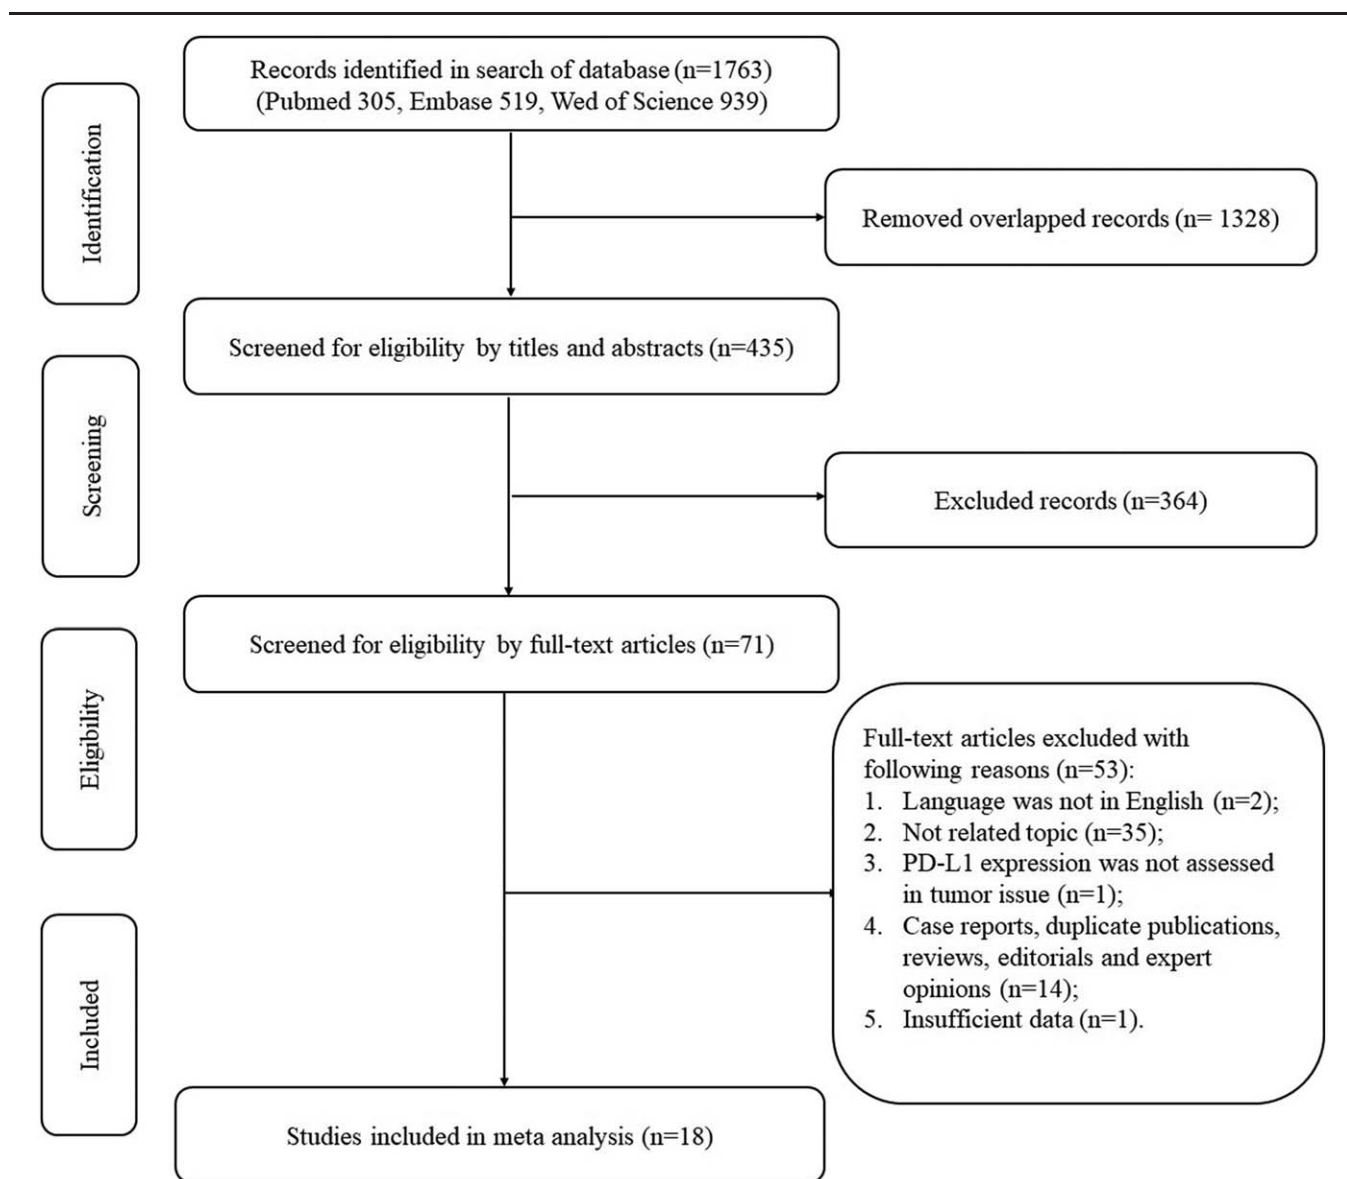 Records identified in search of database (n=1763)
(Pubmed 305, Embase 519, Wed of Science 939)
Identification
Removed overlapped records (n= 1328)
Screened for eligibility by titles and abstracts (n=435)
Screening
Excluded records (n=364)
Screened for eligibility by full-text articles (n=71)
Eligibility
Full-text articles excluded with
following reasons (n=53):
1. Language was not in English (n=2);
2. Not related topic (n=35);
3. PD-L1 expression was not assessed
in tumor issue (n=1);
4. Case reports, duplicate publications,
reviews, editorials and expert
opinions (n=14);
5. Insufficient data (n=1).
Included
Studies included in meta analysis (n=18)